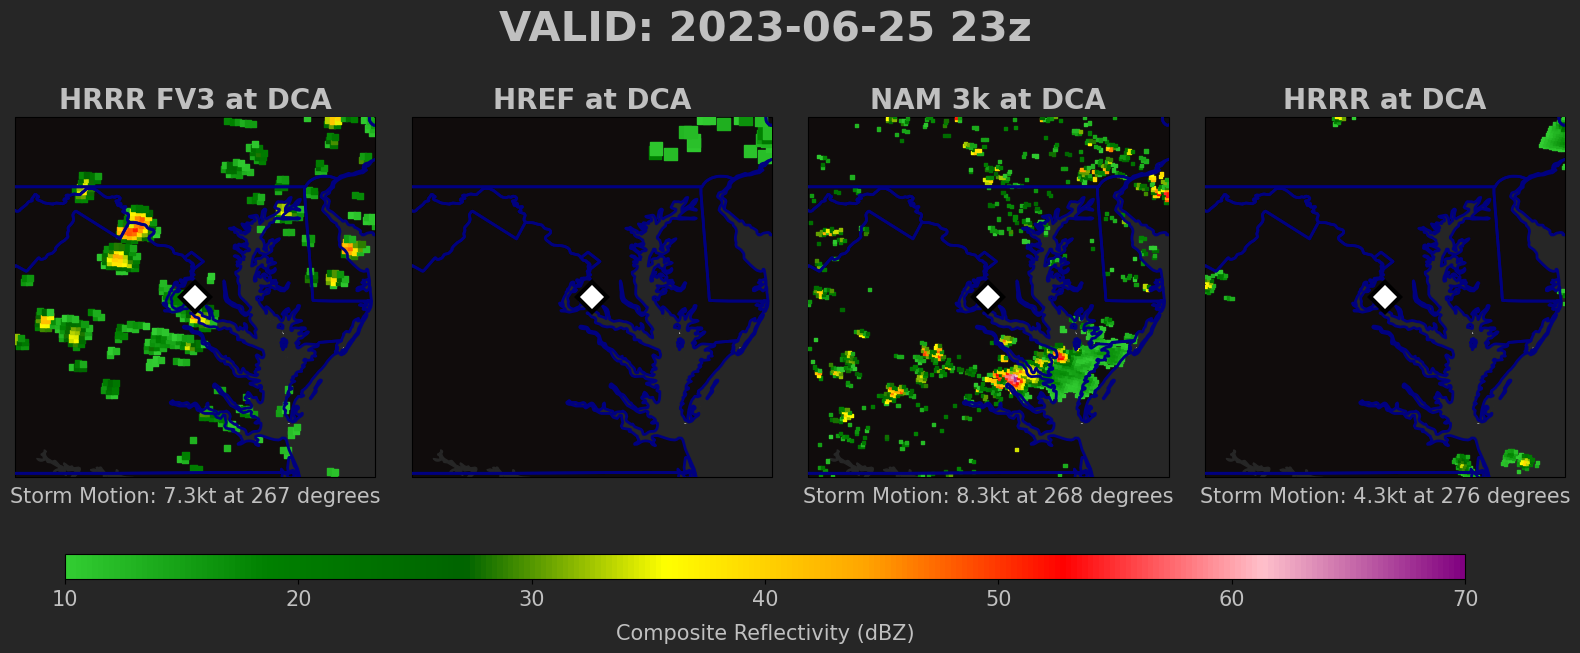 VALID: 2023-06-25 23z
HRRR FV3 at DCA
HREF at DCA
NAM 3k at DCA
HRRR at DCA
Storm Motion: 7.3kt at 267 degrees
Storm Motion: 8.3kt at 268 degrees
Storm Motion: 4.3kt at 276 degrees
10 20 30 40 50 60 70
Composite Reflectivity (dBZ)